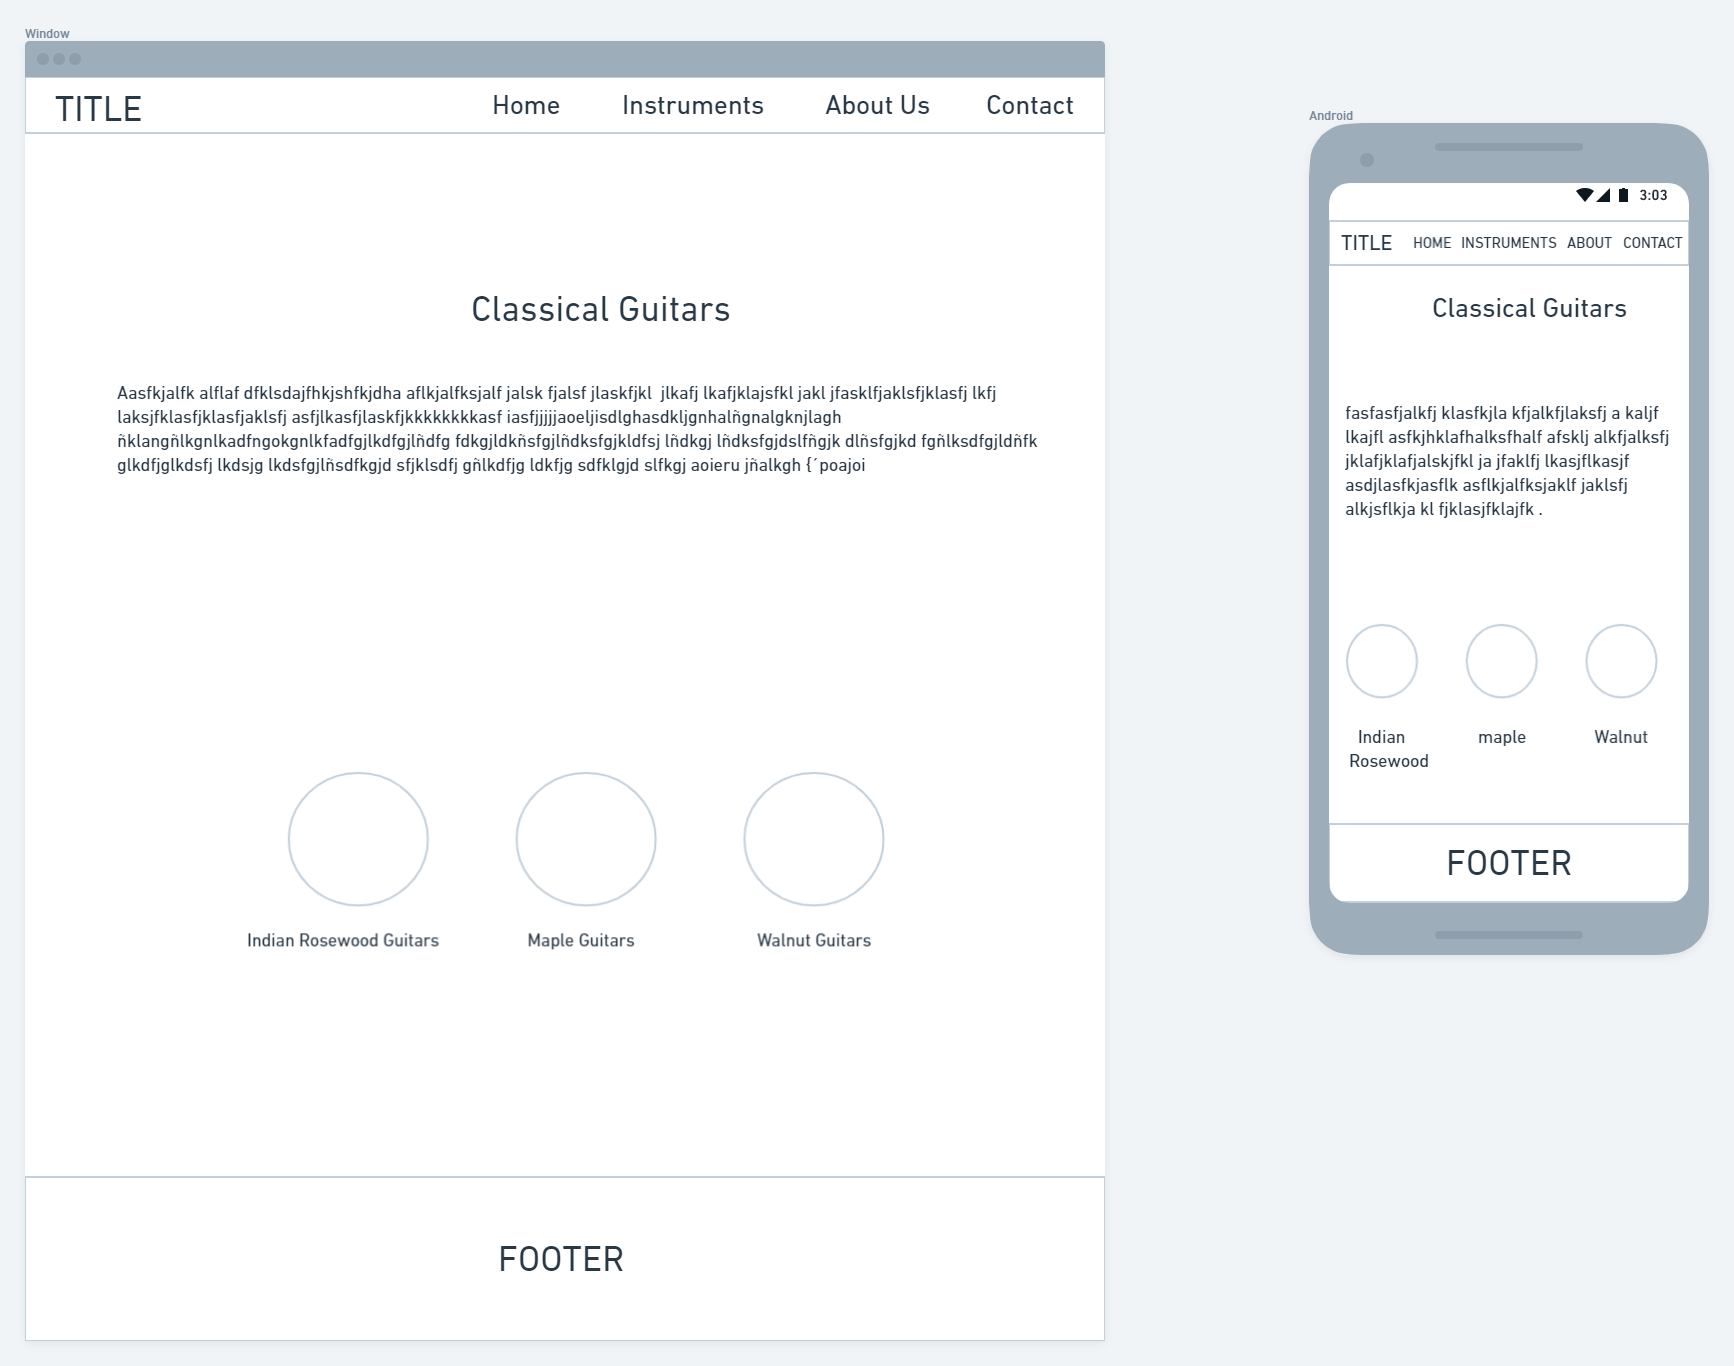 Window
TITLE Home Instruments About Us Contact
Classical Guitars
Aasfkjalfk alflaf dfklsdajfhkjshfkjdha aflkjalfksjalf jalsk fjalsf jlaskfjkl  jlkafj lkafjklajsfkl jakl jfasklfjaklsfjklasfj lkfj
laksjfklasfjklasfjaklsfj asfjlkasfjlaskfjkkkkkkkkasf iasfjjjjjaoeljisdlghasdkljgnhalñgnalgknjlagh
ñklangñlkgnlkadfngokgnlkfadfgjlkdfgjlñdfg fdkgjldkñsfgjlñdksfgjkldfsj lñdkgj lñdksfgjdslfñgjk dlñsfgjkd fgñlksdfgjldñfk
glkdfjglkdsfj lkdsjg lkdsfgjlñsdfkgjd sfjklsdfj gñlkdfjg ldkfjg sdfklgjd slfkgj aoieru jñalkgh {´poajoi
Indian Rosewood Guitars Maple Guitars Walnut Guitars
FOOTER
Android
3:03
TITLE HOME INSTRUMENTS ABOUT CONTACT
Classical Guitars
fasfasfjalkfj klasfkjla kfjalkfjlaksfj a kaljf
lkajfl asfkjhklafhalksfhalf afsklj alkfjalksfj
jklafjklafjalskjfkl ja jfaklfj lkasjflkasjf
asdjlasfkjasflk asflkjalfksjaklf jaklsfj
alkjsflkja kl fjklasjfklajfk .
Indian maple Walnut
Rosewood
FOOTER